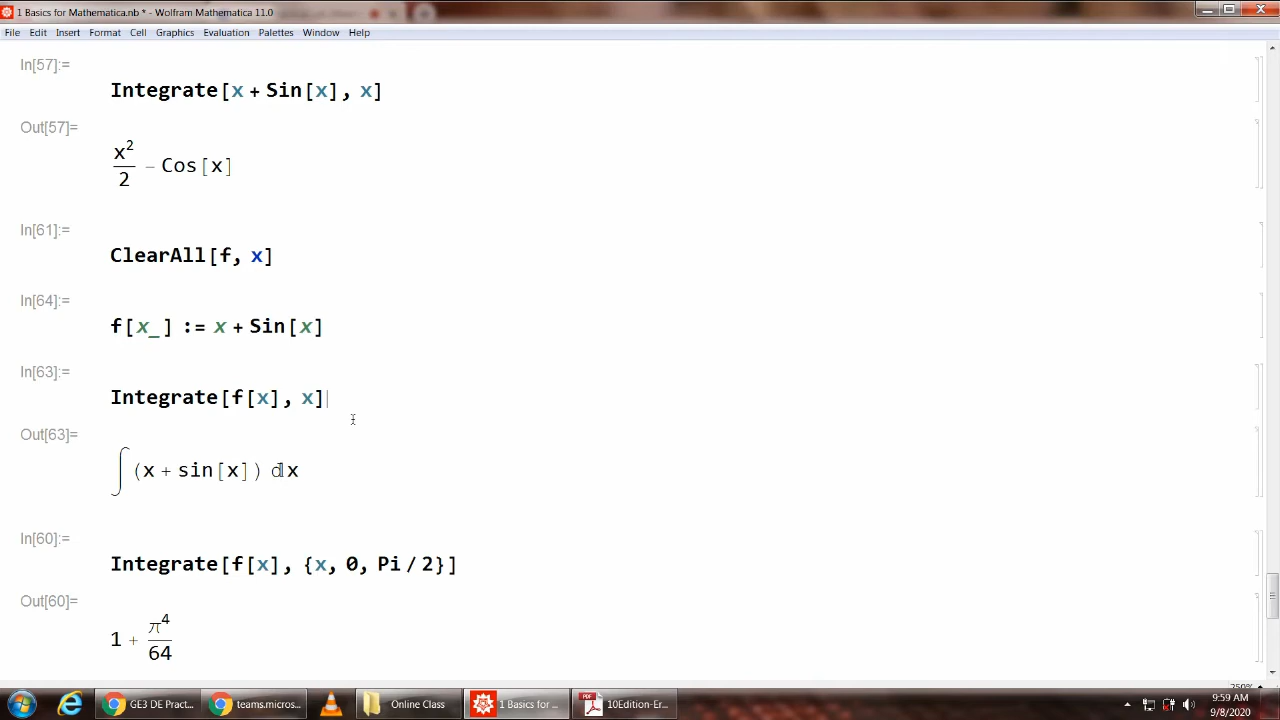 1 Basics for Mathematica.nb * - Wolfram Mathematica 11.0
File Edit Insert Format Cell Graphics Evaluation Palettes Window Help
In[57]:=
Integrate[x + Sin[x], x]
Out[57]=
x²/2 - Cos[x]
In[61]:=
ClearAll[f, x]
In[64]:=
f[x_] := x + Sin[x]
In[63]:=
Integrate[f[x], x]
Out[63]=
∫(x + sin[x]) ⅆx
In[60]:=
Integrate[f[x], {x, 0, Pi / 2}]
Out[60]=
1 + π⁴/64
GE3 DE Pract... teams.micros... Online Class 1 Basics for ... 10Edition-Er...
9:59 AM
9/8/2020